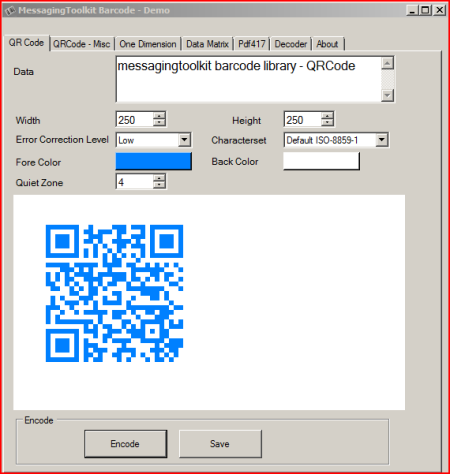 MessagingToolkit Barcode - Demo
QR Code QRCode - Misc One Dimension Data Matrix Pdf417 Decoder About
Data messagingtoolkit barcode library - QRCode
Width 250 Height 250
Error Correction Level Low Characterset Default ISO-8859-1
Fore Color Back Color
Quiet Zone 4
Encode
Encode Save